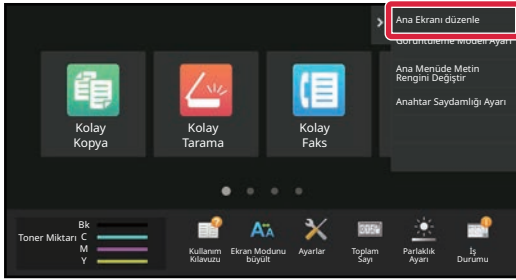 Ana Ekranı düzenle
Görüntüleme Modeli Ayarı
Ana Menüde Metin
Rengini Değiştir
Anahtar Saydamlığı Ayarı
Kolay
Kopya
Kolay
Tarama
Kolay
Faks
Toner Miktarı
Bk
C
M
Y
Kullanım
Kılavuzu
Ekran Modunu
büyült
Ayarlar
Toplam
Sayı
Parlaklık
Ayarı
İş
Durumu